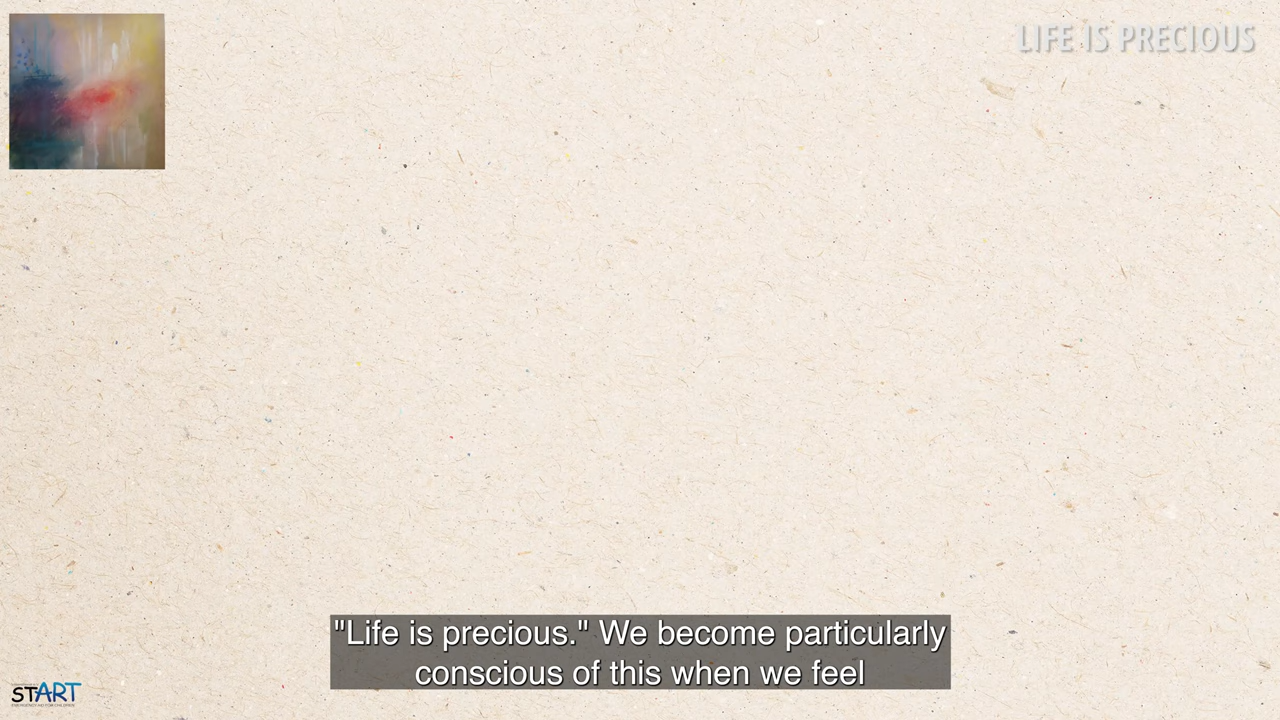 LIFE IS PRECIOUS
"Life is precious." We become particularly
conscious of this when we feel
stART